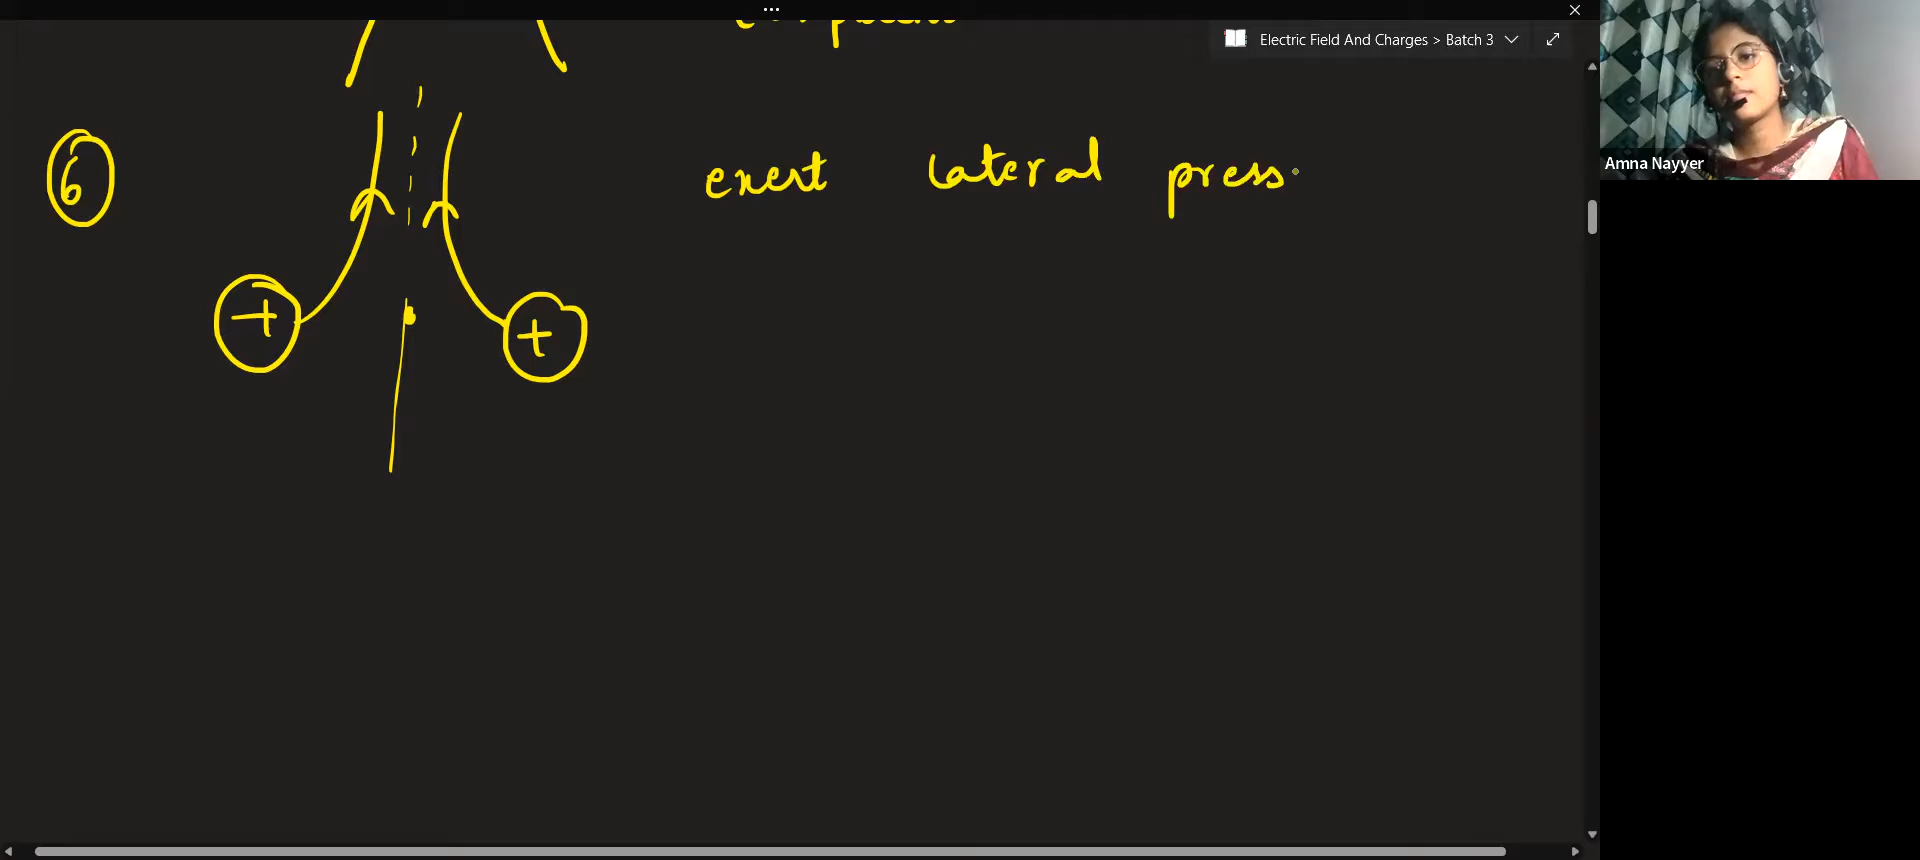 Electric Field And Charges > Batch 3
Amna Nayyer
6
exert lateral press
+
+